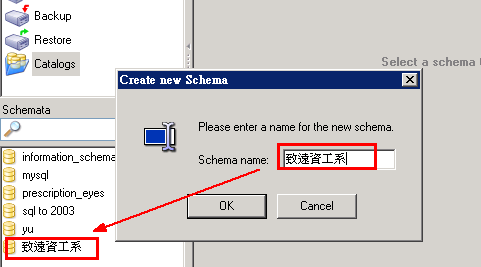 Backup
Restore
Catalogs
Select a schema
Schemata
information_schema
mysql
prescription_eyes
sql to 2003
yu
致遠資工系
Create new Schema
Please enter a name for the new schema.
Schema name:
致遠資工系
OK
Cancel